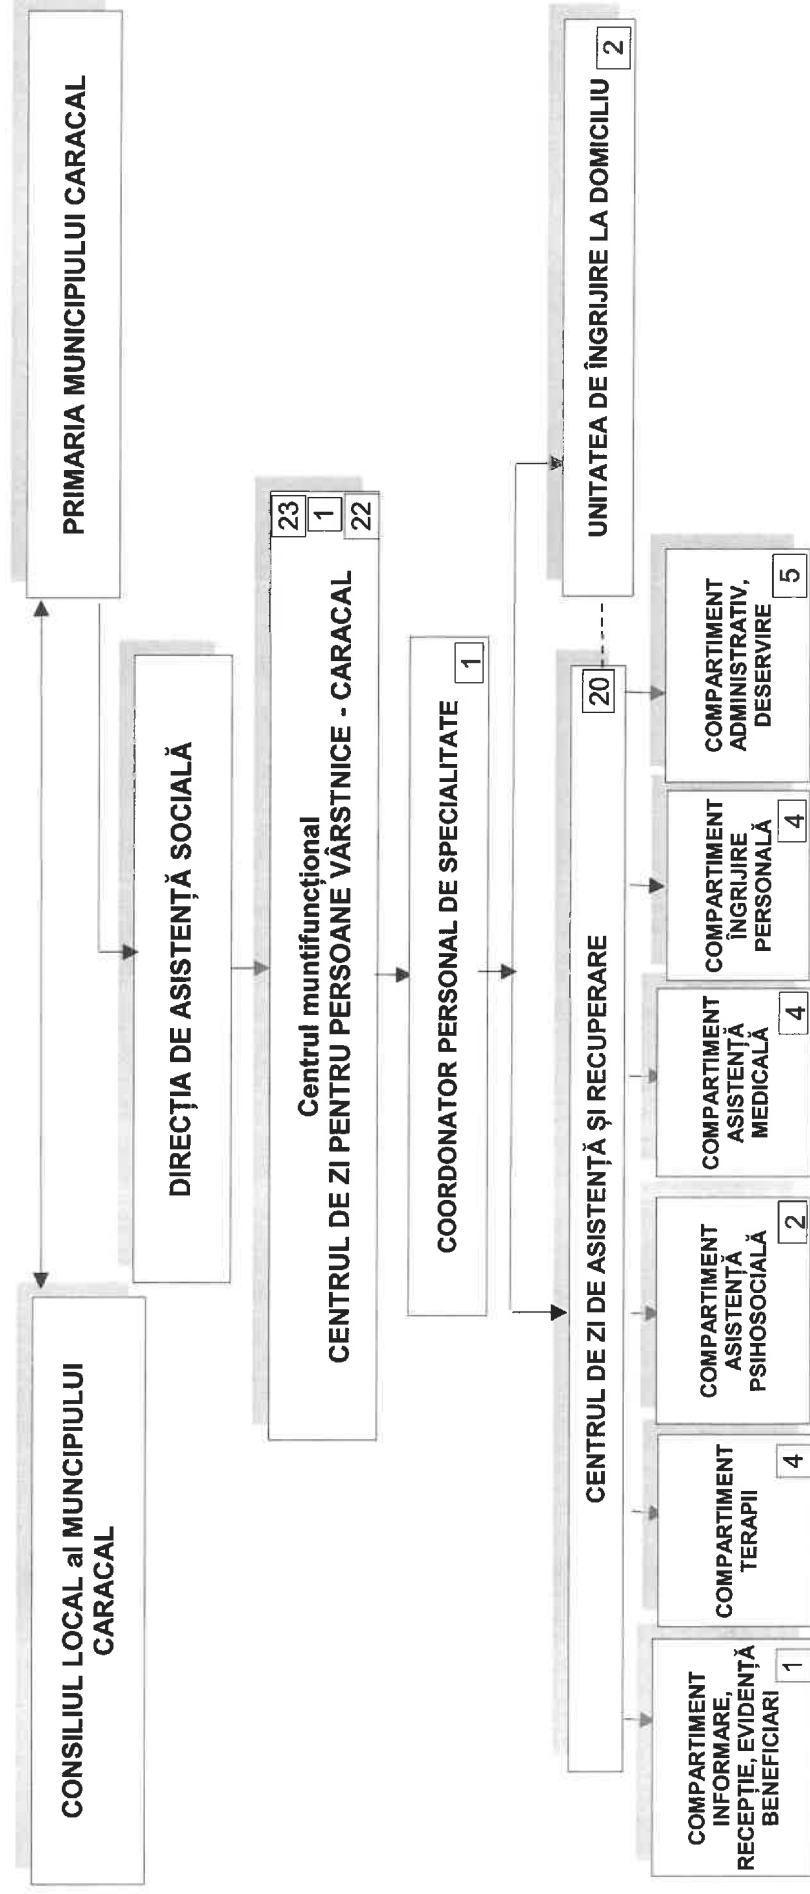 CONSILIUL LOCAL al MUNCIPIULUI
CARACAL
PRIMARIA MUNICIPIULUI CARACAL
DIRECȚIA DE ASISTENȚĂ SOCIALĂ
Centrul muntifuncțional
CENTRUL DE ZI PENTRU PERSOANE VÂRSTNICE - CARACAL
23
1
22
COORDONATOR PERSONAL DE SPECIALITATE
1
CENTRUL DE ZI DE ASISTENȚĂ ȘI RECUPERARE
20
UNITATEA DE ÎNGRIJIRE LA DOMICILIU
2
COMPARTIMENT
INFORMARE,
RECEPȚIE, EVIDENȚĂ
BENEFICIARI
1
COMPARTIMENT
TERAPII
4
COMPARTIMENT
ASISTENȚĂ
PSIHOSOCIALĂ
2
COMPARTIMENT
ASISTENȚĂ
MEDICALĂ
4
COMPARTIMENT
ÎNGRIJIRE
PERSONALĂ
4
COMPARTIMENT
ADMINISTRATIV,
DESERVIRE
5